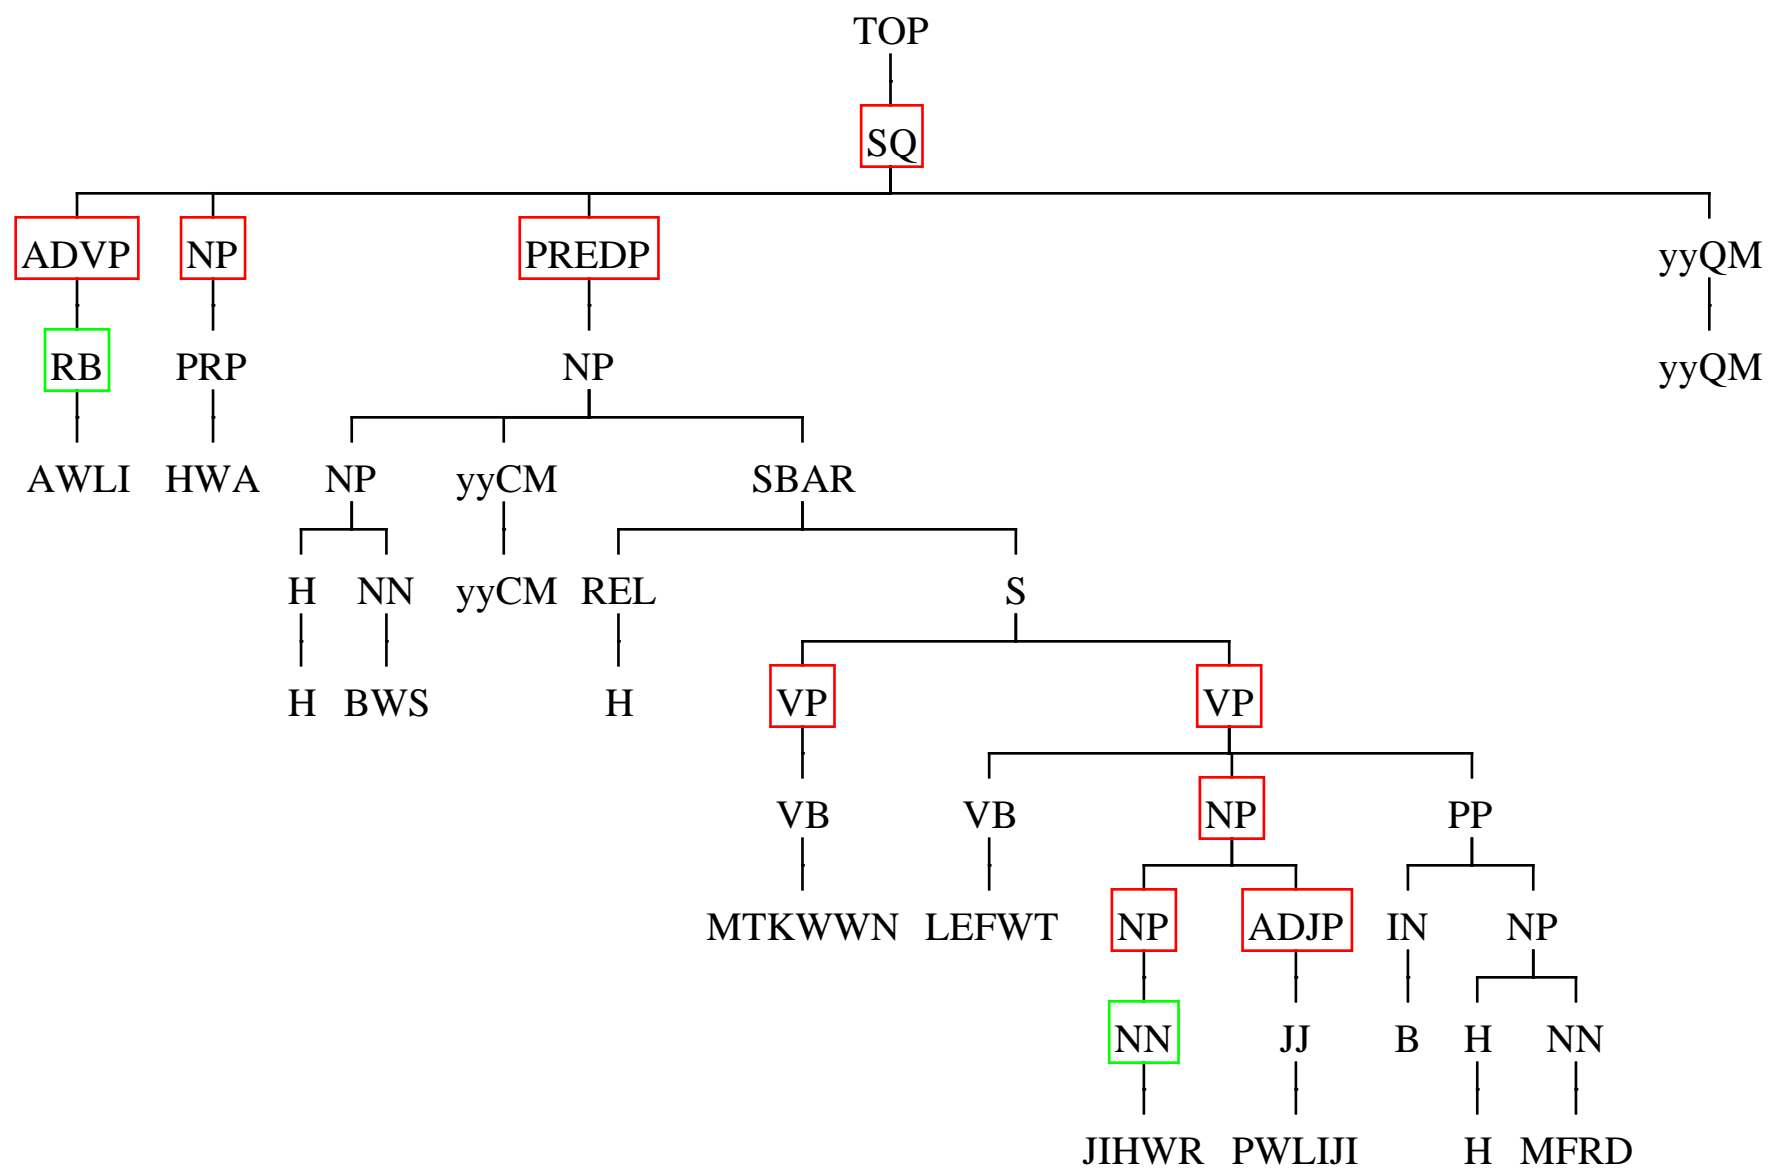 TOP
SQ
ADVP NP PREDP yyQM
RB PRP NP yyQM
AWLI HWA NP yyCM SBAR
H NN yyCM REL S
H BWS H VP VP
VB VB NP PP
MTKWWN LEFWT NP ADJP IN NP
NN JJ B H NN
JIHWR PWLIJI H MFRD